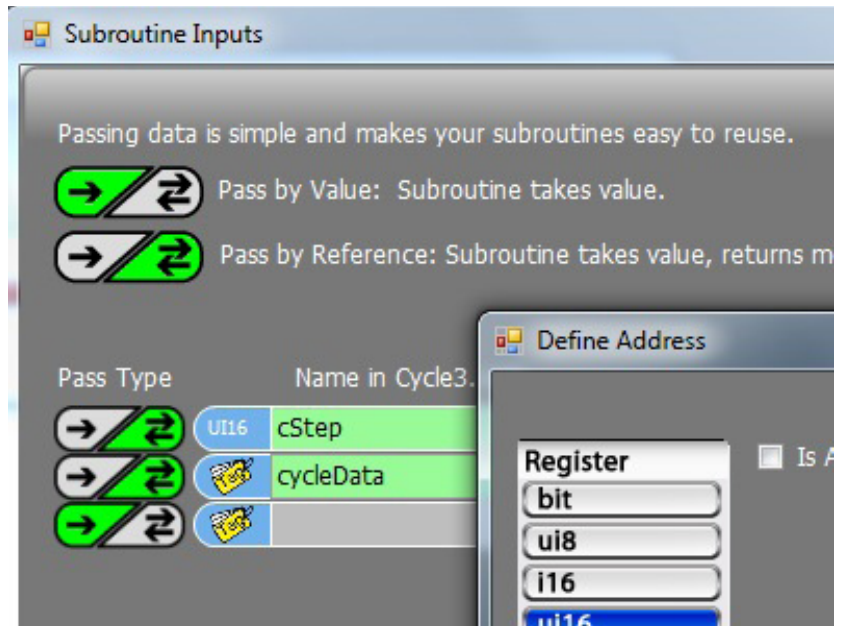 Subroutine Inputs
Passing data is simple and makes your subroutines easy to reuse.
Pass by Value: Subroutine takes value.
Pass by Reference: Subroutine takes value, returns m
Define Address
Pass Type Name in Cycle3.
UI16 cStep
cycleData
Register
Is A
bit
ui8
i16
ui16